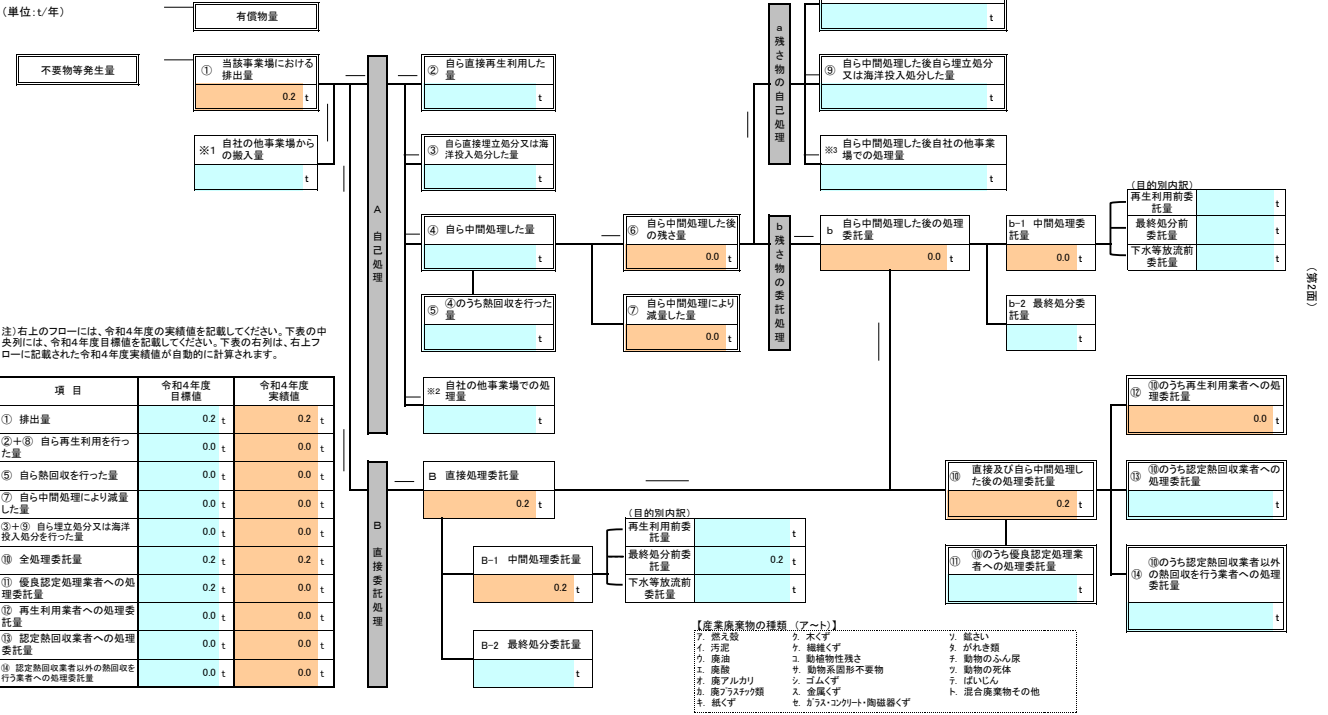 （単位:t/年）
有償物量
t
不要物等発生量
① 当該事業場における
排出量
0.2 t
※1 自社の他事業場から
の搬入量
t
A
自
己
処
理
② 自ら直接再生利用した
量
t
③ 自ら直接埋立処分又は海
洋投入処分した量
t
④ 自ら中間処理した量
t
⑤ ④のうち熱回収を行った
量
t
※2 自社の他事業場での処
理量
t
⑥ 自ら中間処理した後
の残さ量
0.0 t
⑦ 自ら中間処理により
減量した量
0.0 t
a
残
さ
物
の
自
己
処
理
⑨ 自ら中間処理した後自ら埋立処分
又は海洋投入処分した量
t
※3 自ら中間処理した後自社の他事業
場での処理量
t
b
残
さ
物
の
委
託
処
理
b 自ら中間処理した後の処理
委託量
0.0 t
b-1 中間処理委
託量
0.0 t
b-2 最終処分委
託量
t
（目的別内訳）
再生利用前委
託量 t
最終処分前
委託量 t
下水等放流前
委託量 t
（第2面）
注）右上のフローには、令和4年度の実績値を記載してください。下表の中
央列には、令和4年度目標値を記載してください。下表の右列は、右上フ
ローに記載された令和4年度実績値が自動的に計算されます。
項 目 令和4年度 目標値 令和4年度 実績値
① 排出量 0.2 t 0.2 t
②+⑧ 自ら再生利用を行っ
た量 0.0 t 0.0 t
⑤ 自ら熱回収を行った量 0.0 t 0.0 t
⑦ 自ら中間処理により減量
した量 0.0 t 0.0 t
③+⑨ 自ら埋立処分又は海洋
投入処分を行った量 0.0 t 0.0 t
⑩ 全処理委託量 0.2 t 0.2 t
⑪ 優良認定処理業者への処
理委託量 0.2 t 0.0 t
⑫ 再生利用業者への処理委
託量 0.0 t 0.0 t
⑬ 認定熱回収業者への処理
委託量 0.0 t 0.0 t
⑭ 認定熱回収業者以外の熱回収を
行う業者への処理委託量 0.0 t 0.0 t
B
直
接
委
託
処
理
B 直接処理委託量
0.2 t
B-1 中間処理委託量
0.2 t
B-2 最終処分委託量
t
（目的別内訳）
再生利用前委
託量 t
最終処分前委
託量 0.2 t
下水等放流前
委託量 t
⑩ 直接及び自ら中間処理し
た後の処理委託量
0.2 t
⑪ ⑩のうち優良認定処理業
者への処理委託量
t
⑫ ⑩のうち再生利用業者への処
理委託量
0.0 t
⑬ ⑩のうち認定熱回収業者への
処理委託量
t
⑭ ⑩のうち認定熱回収業者以外
の熱回収を行う業者への処理
委託量
t
【産業廃棄物の種類 （ア～ト）】
ア. 燃え殻 ク. 木くず ソ. 鉱さい
イ. 汚泥 ケ. 繊維くず タ. がれき類
ウ. 廃油 コ. 動植物性残さ チ. 動物のふん尿
エ. 廃酸 サ. 動物系固形不要物 ツ. 動物の死体
オ. 廃アルカリ シ. ゴムくず テ. ばいじん
カ. 廃プラスチック類 ス. 金属くず ト. 混合廃棄物その他
キ. 紙くず セ. ガラス・コンクリート・陶磁器くず